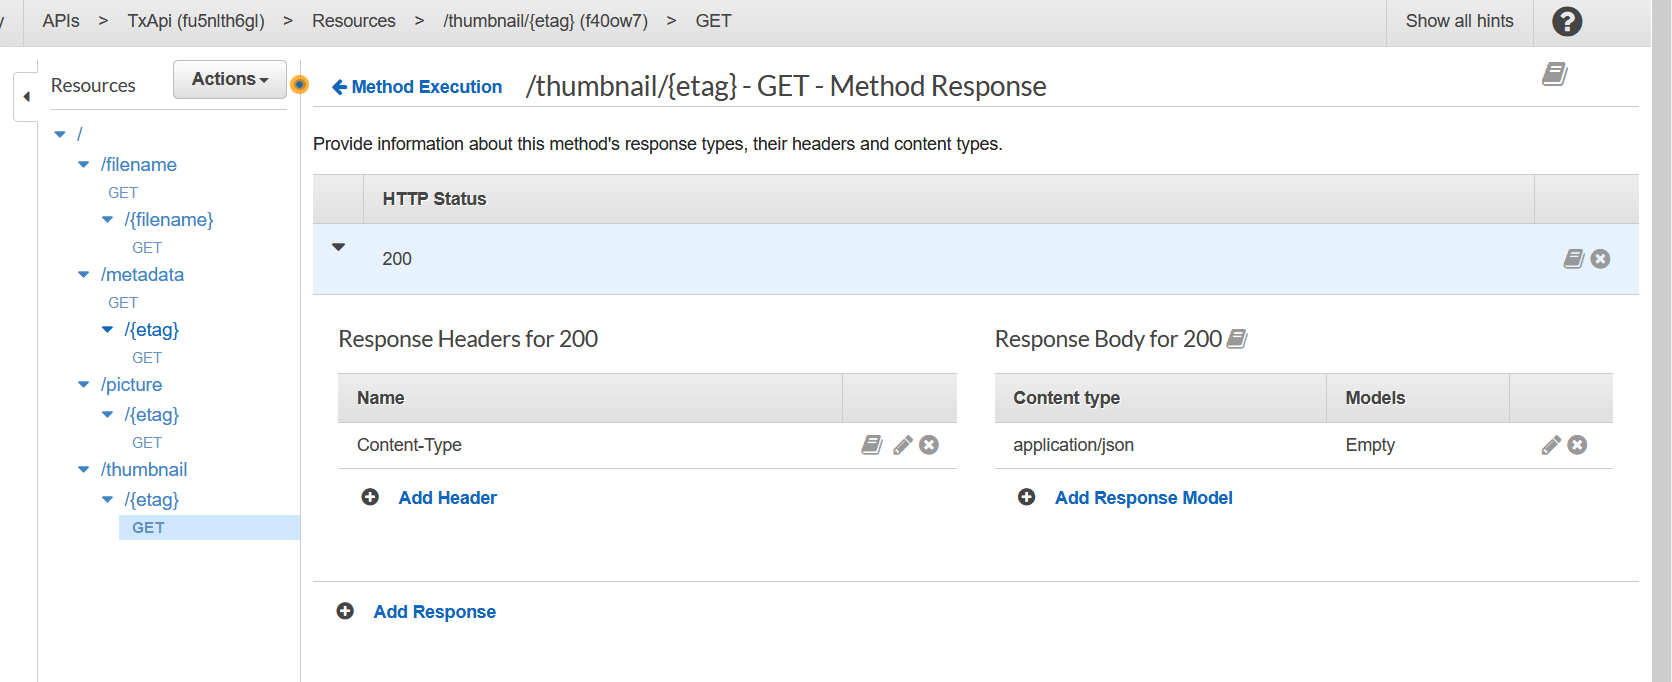 APIs > TxApi (fu5nlth6gl) > Resources > /thumbnail/{etag} (f40ow7) > GET Show all hints ?
Resources Actions
Method Execution /thumbnail/{etag} - GET - Method Response
Provide information about this method's response types, their headers and content types.
/
/filename
GET
/{filename}
GET
/metadata
GET
/{etag}
GET
/picture
/{etag}
GET
/thumbnail
/{etag}
GET
HTTP Status
200
Response Headers for 200
Name
Content-Type
Add Header
Response Body for 200
Content type Models
application/json Empty
Add Response Model
Add Response